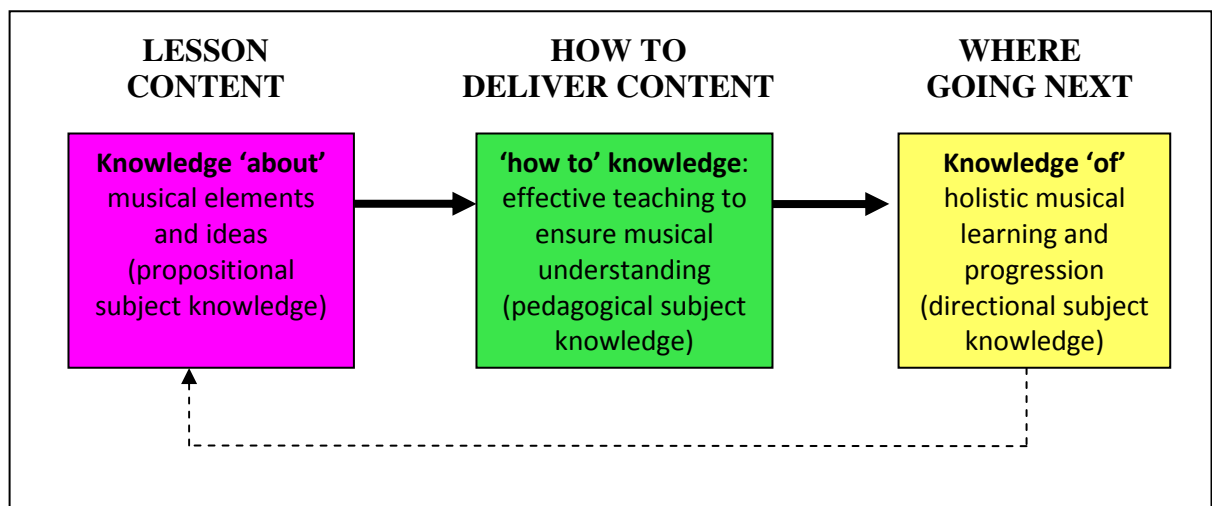 LESSON
CONTENT
HOW TO
DELIVER CONTENT
WHERE
GOING NEXT
Knowledge ‘about’
musical elements
and ideas
(propositional
subject knowledge)
‘how to’ knowledge:
effective teaching to
ensure musical
understanding
(pedagogical subject
knowledge)
Knowledge ‘of’
holistic musical
learning and
progression
(directional subject
knowledge)